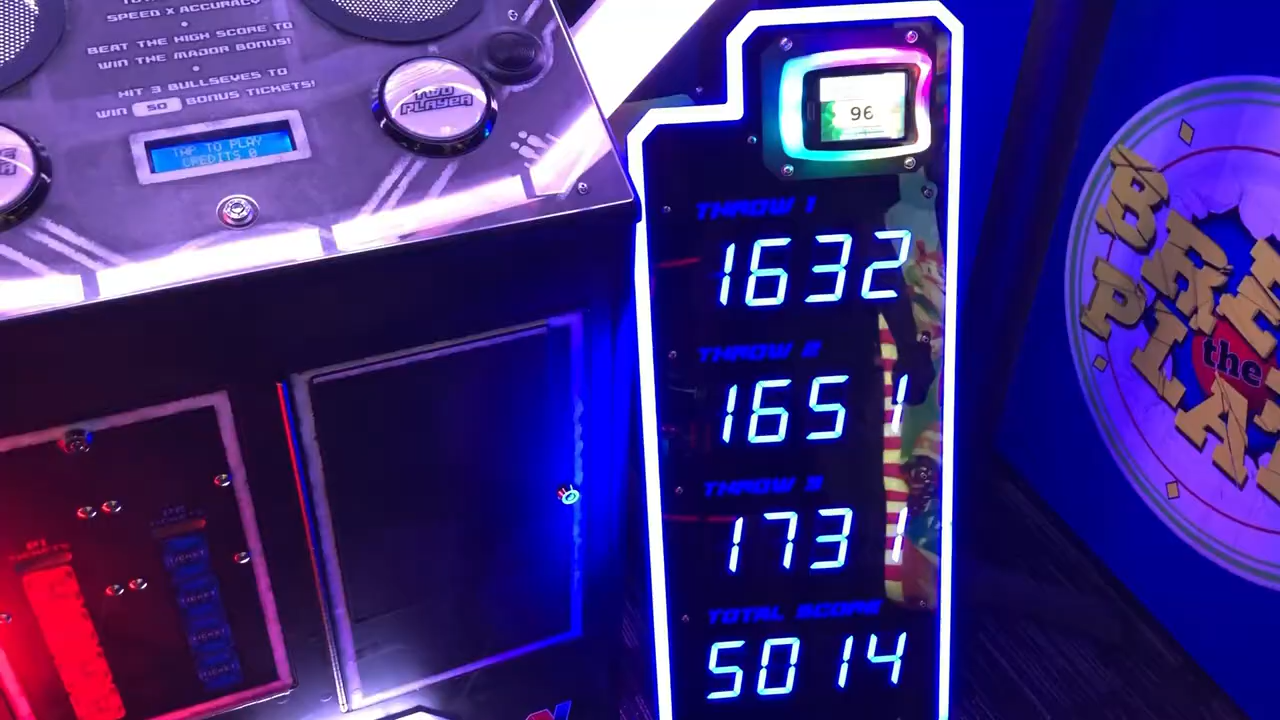 SPEED X ACCURACY
BEAT THE HIGH SCORE TO
WIN THE MAJOR BONUS!
HIT 3 BULLSEYES TO
WIN 50 BONUS TICKETS!
TAP TO PLAY
CREDITS 0
TWO
PLAYER
96
THROW 1
1632
THROW 2
1651
THROW 3
1731
TOTAL SCORE
5014
the
P1
TICKET
TICKET
TICKET
TICKET